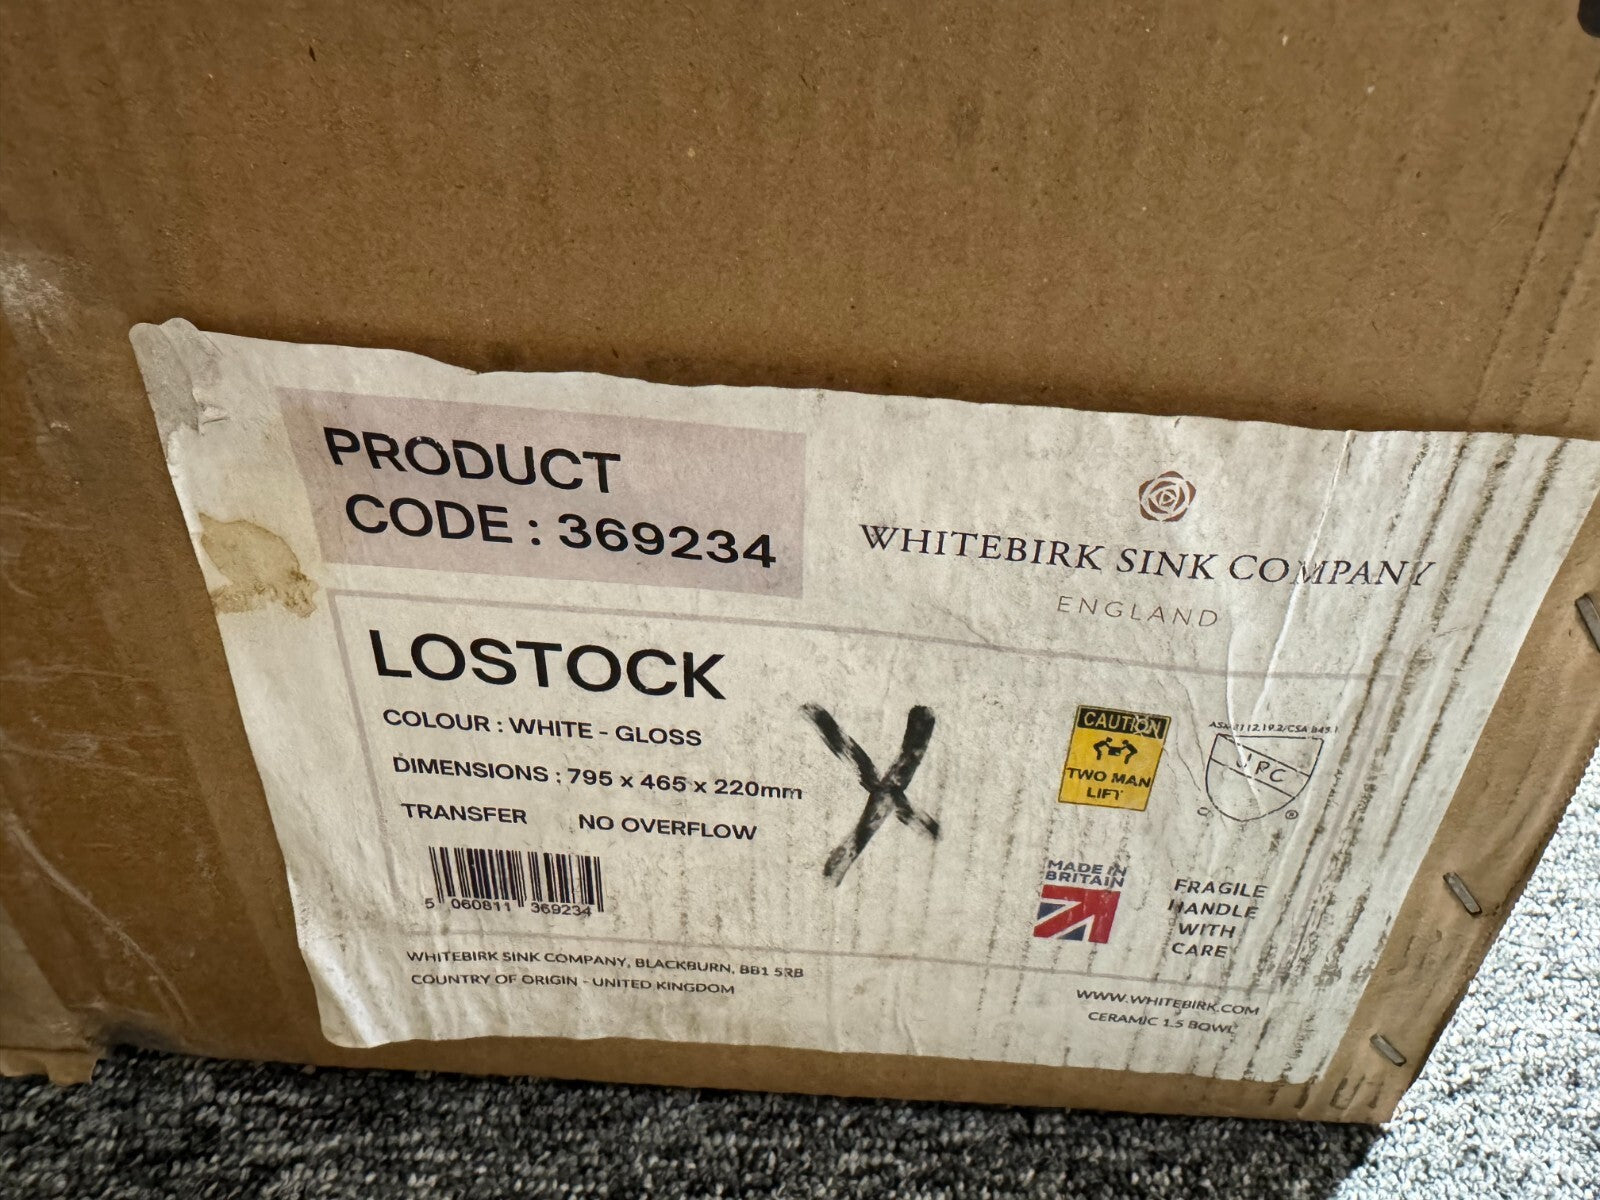 PRODUCT
CODE : 369234
WHITEBIRK SINK COMPANY
ENGLAND
LOSTOCK
COLOUR : WHITE - GLOSS
DIMENSIONS : 795 x 465 x 220mm
TRANSFER NO OVERFLOW
5 060811 369234
CAUTION
TWO MAN
LIFT
UPC
®
MADE IN
BRITAIN
FRAGILE
HANDLE
WITH
CARE
WHITEBIRK SINK COMPANY, BLACKBURN, BB1 5RB
COUNTRY OF ORIGIN - UNITED KINGDOM
WWW.WHITEBIRK.COM
CERAMIC 1.5 BOWL